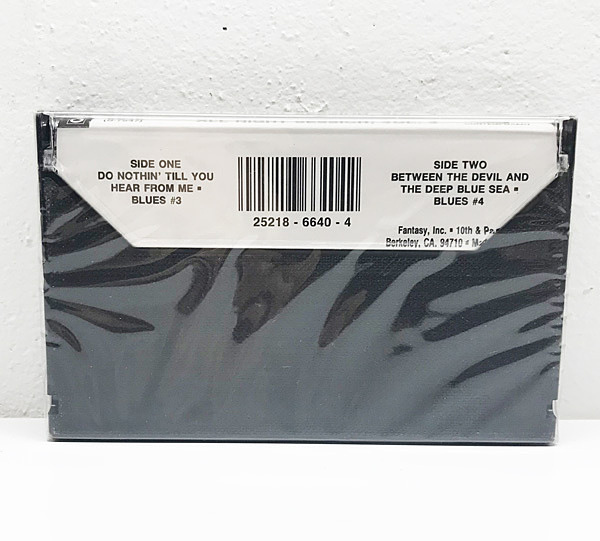 SIDE ONE
DO NOTHIN' TILL YOU
HEAR FROM ME ▪
BLUES #3
25218 - 6640 - 4
SIDE TWO
BETWEEN THE DEVIL AND
THE DEEP BLUE SEA ▪
BLUES #4
Fantasy, Inc. ▪ 10th &
Berkeley, CA. 94710 ▪